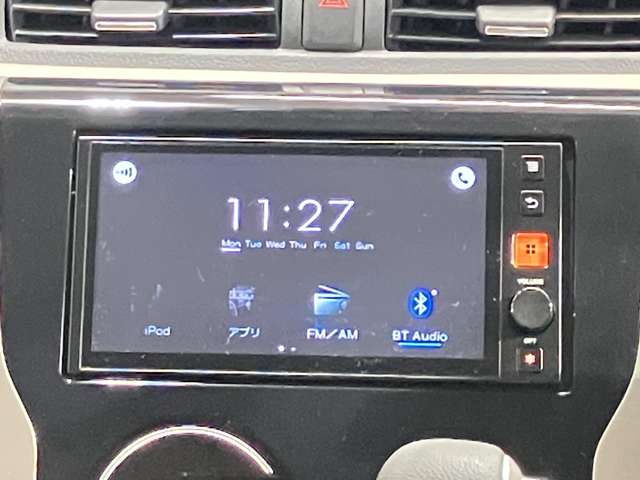 11:27
Mon Tue Wed Thu Fri Sat Sun
iPod アプリ FM/AM BT Audio
VOLUME
OFF